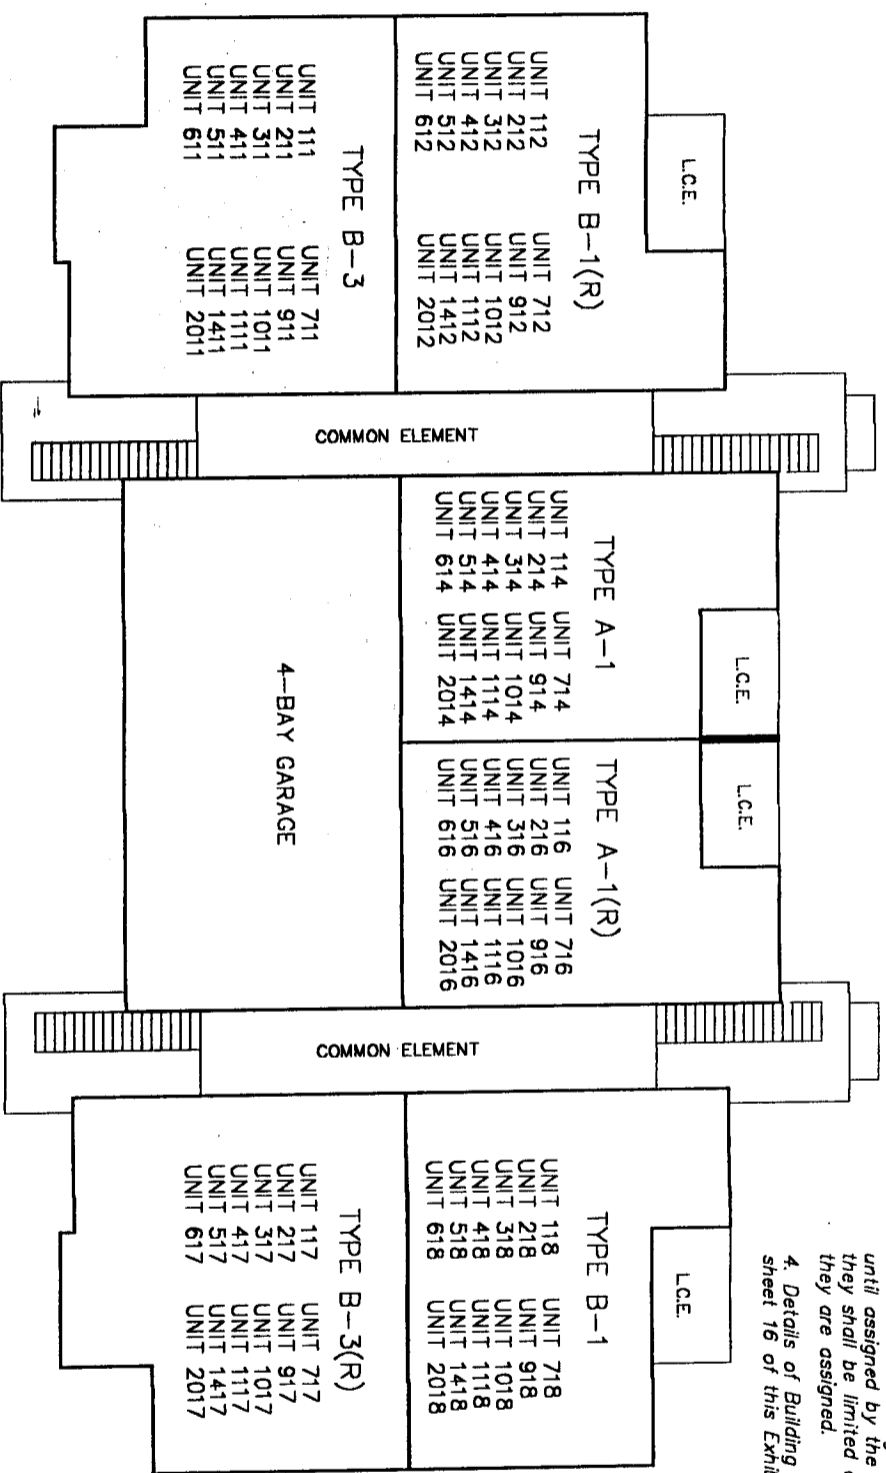 until assigned by the
they shall be limited
they are assigned.
4. Details of Building
sheet 16 of this Exhi
L.C.E.
TYPE B-1(R)
UNIT 112 UNIT 712
UNIT 212 UNIT 912
UNIT 312 UNIT 1012
UNIT 412 UNIT 1112
UNIT 512 UNIT 1412
UNIT 612 UNIT 2012
TYPE B-3
UNIT 111 UNIT 711
UNIT 211 UNIT 911
UNIT 311 UNIT 1011
UNIT 411 UNIT 1111
UNIT 511 UNIT 1411
UNIT 611 UNIT 2011
COMMON ELEMENT
L.C.E.
TYPE A-1
UNIT 114 UNIT 714
UNIT 214 UNIT 914
UNIT 314 UNIT 1014
UNIT 414 UNIT 1114
UNIT 514 UNIT 1414
UNIT 614 UNIT 2014
L.C.E.
TYPE A-1(R)
UNIT 116 UNIT 716
UNIT 216 UNIT 916
UNIT 316 UNIT 1016
UNIT 416 UNIT 1116
UNIT 516 UNIT 1416
UNIT 616 UNIT 2016
4-BAY GARAGE
COMMON ELEMENT
L.C.E.
TYPE B-1
UNIT 118 UNIT 718
UNIT 218 UNIT 918
UNIT 318 UNIT 1018
UNIT 418 UNIT 1118
UNIT 518 UNIT 1418
UNIT 618 UNIT 2018
TYPE B-3(R)
UNIT 117 UNIT 717
UNIT 217 UNIT 917
UNIT 317 UNIT 1017
UNIT 417 UNIT 1117
UNIT 517 UNIT 1417
UNIT 617 UNIT 2017